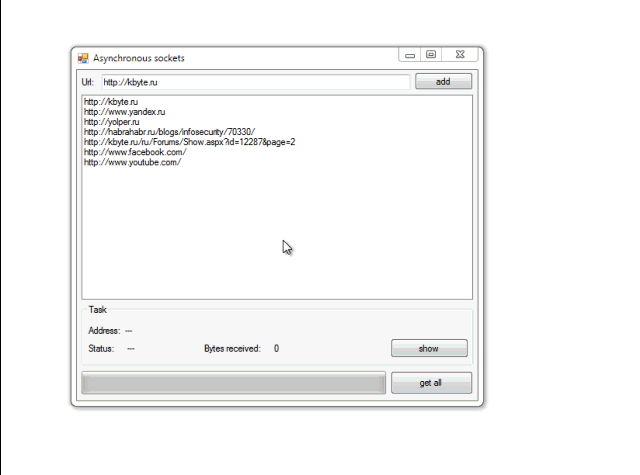 Asynchronous sockets
Url: http://kbyte.ru add
http://kbyte.ru
http://www.yandex.ru
http://yolper.ru
http://habrahabr.ru/blogs/infosecurity/70330/
http://kbyte.ru/ru/Forums/Show.aspx?id=12287&page=2
http://www.facebook.com/
http://www.youtube.com/
Task
Address: ---
Status: --- Bytes received: 0 show
get all